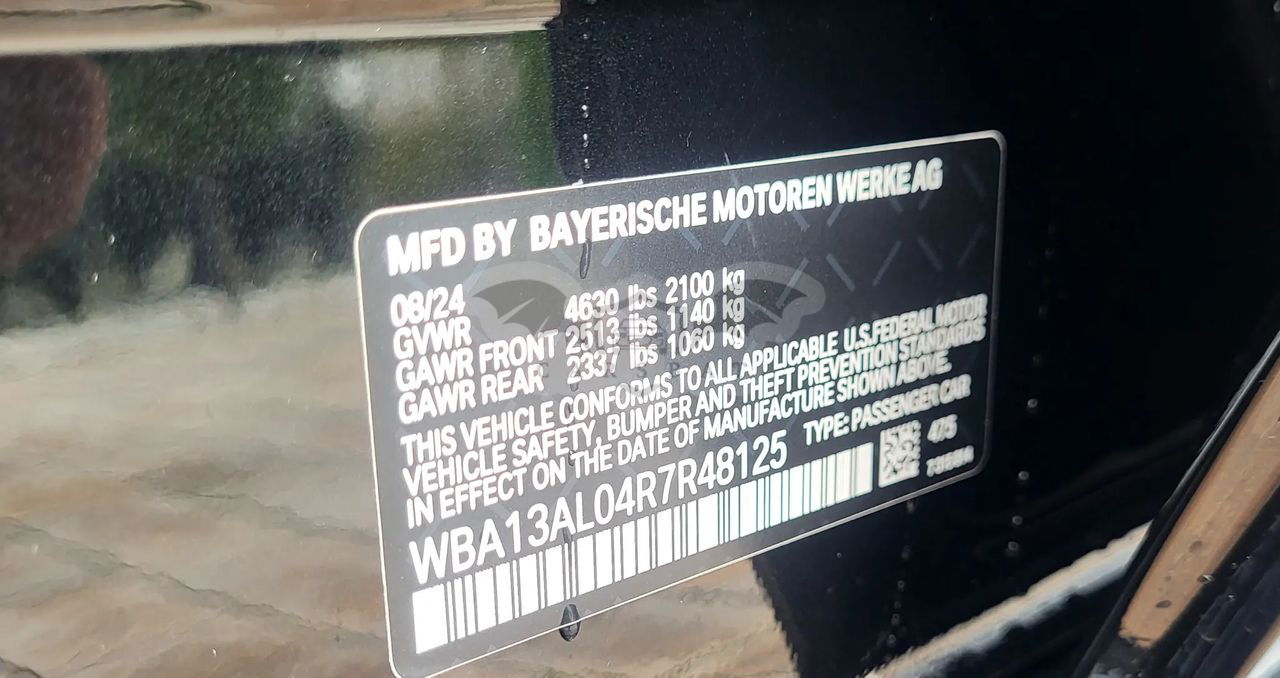 MFD BY BAYERISCHE MOTOREN WERKE AG
08/24
GVWR 4630 lbs 2100 kg
GAWR FRONT 2513 lbs 1140 kg
GAWR REAR 2337 lbs 1060 kg
THIS VEHICLE CONFORMS TO ALL APPLICABLE U.S.FEDERAL MOTOR
VEHICLE SAFETY, BUMPER AND THEFT PREVENTION STANDARDS
IN EFFECT ON THE DATE OF MANUFACTURE SHOWN ABOVE.
WBA13AL04R7R48125 TYPE: PASSENGER CAR
475